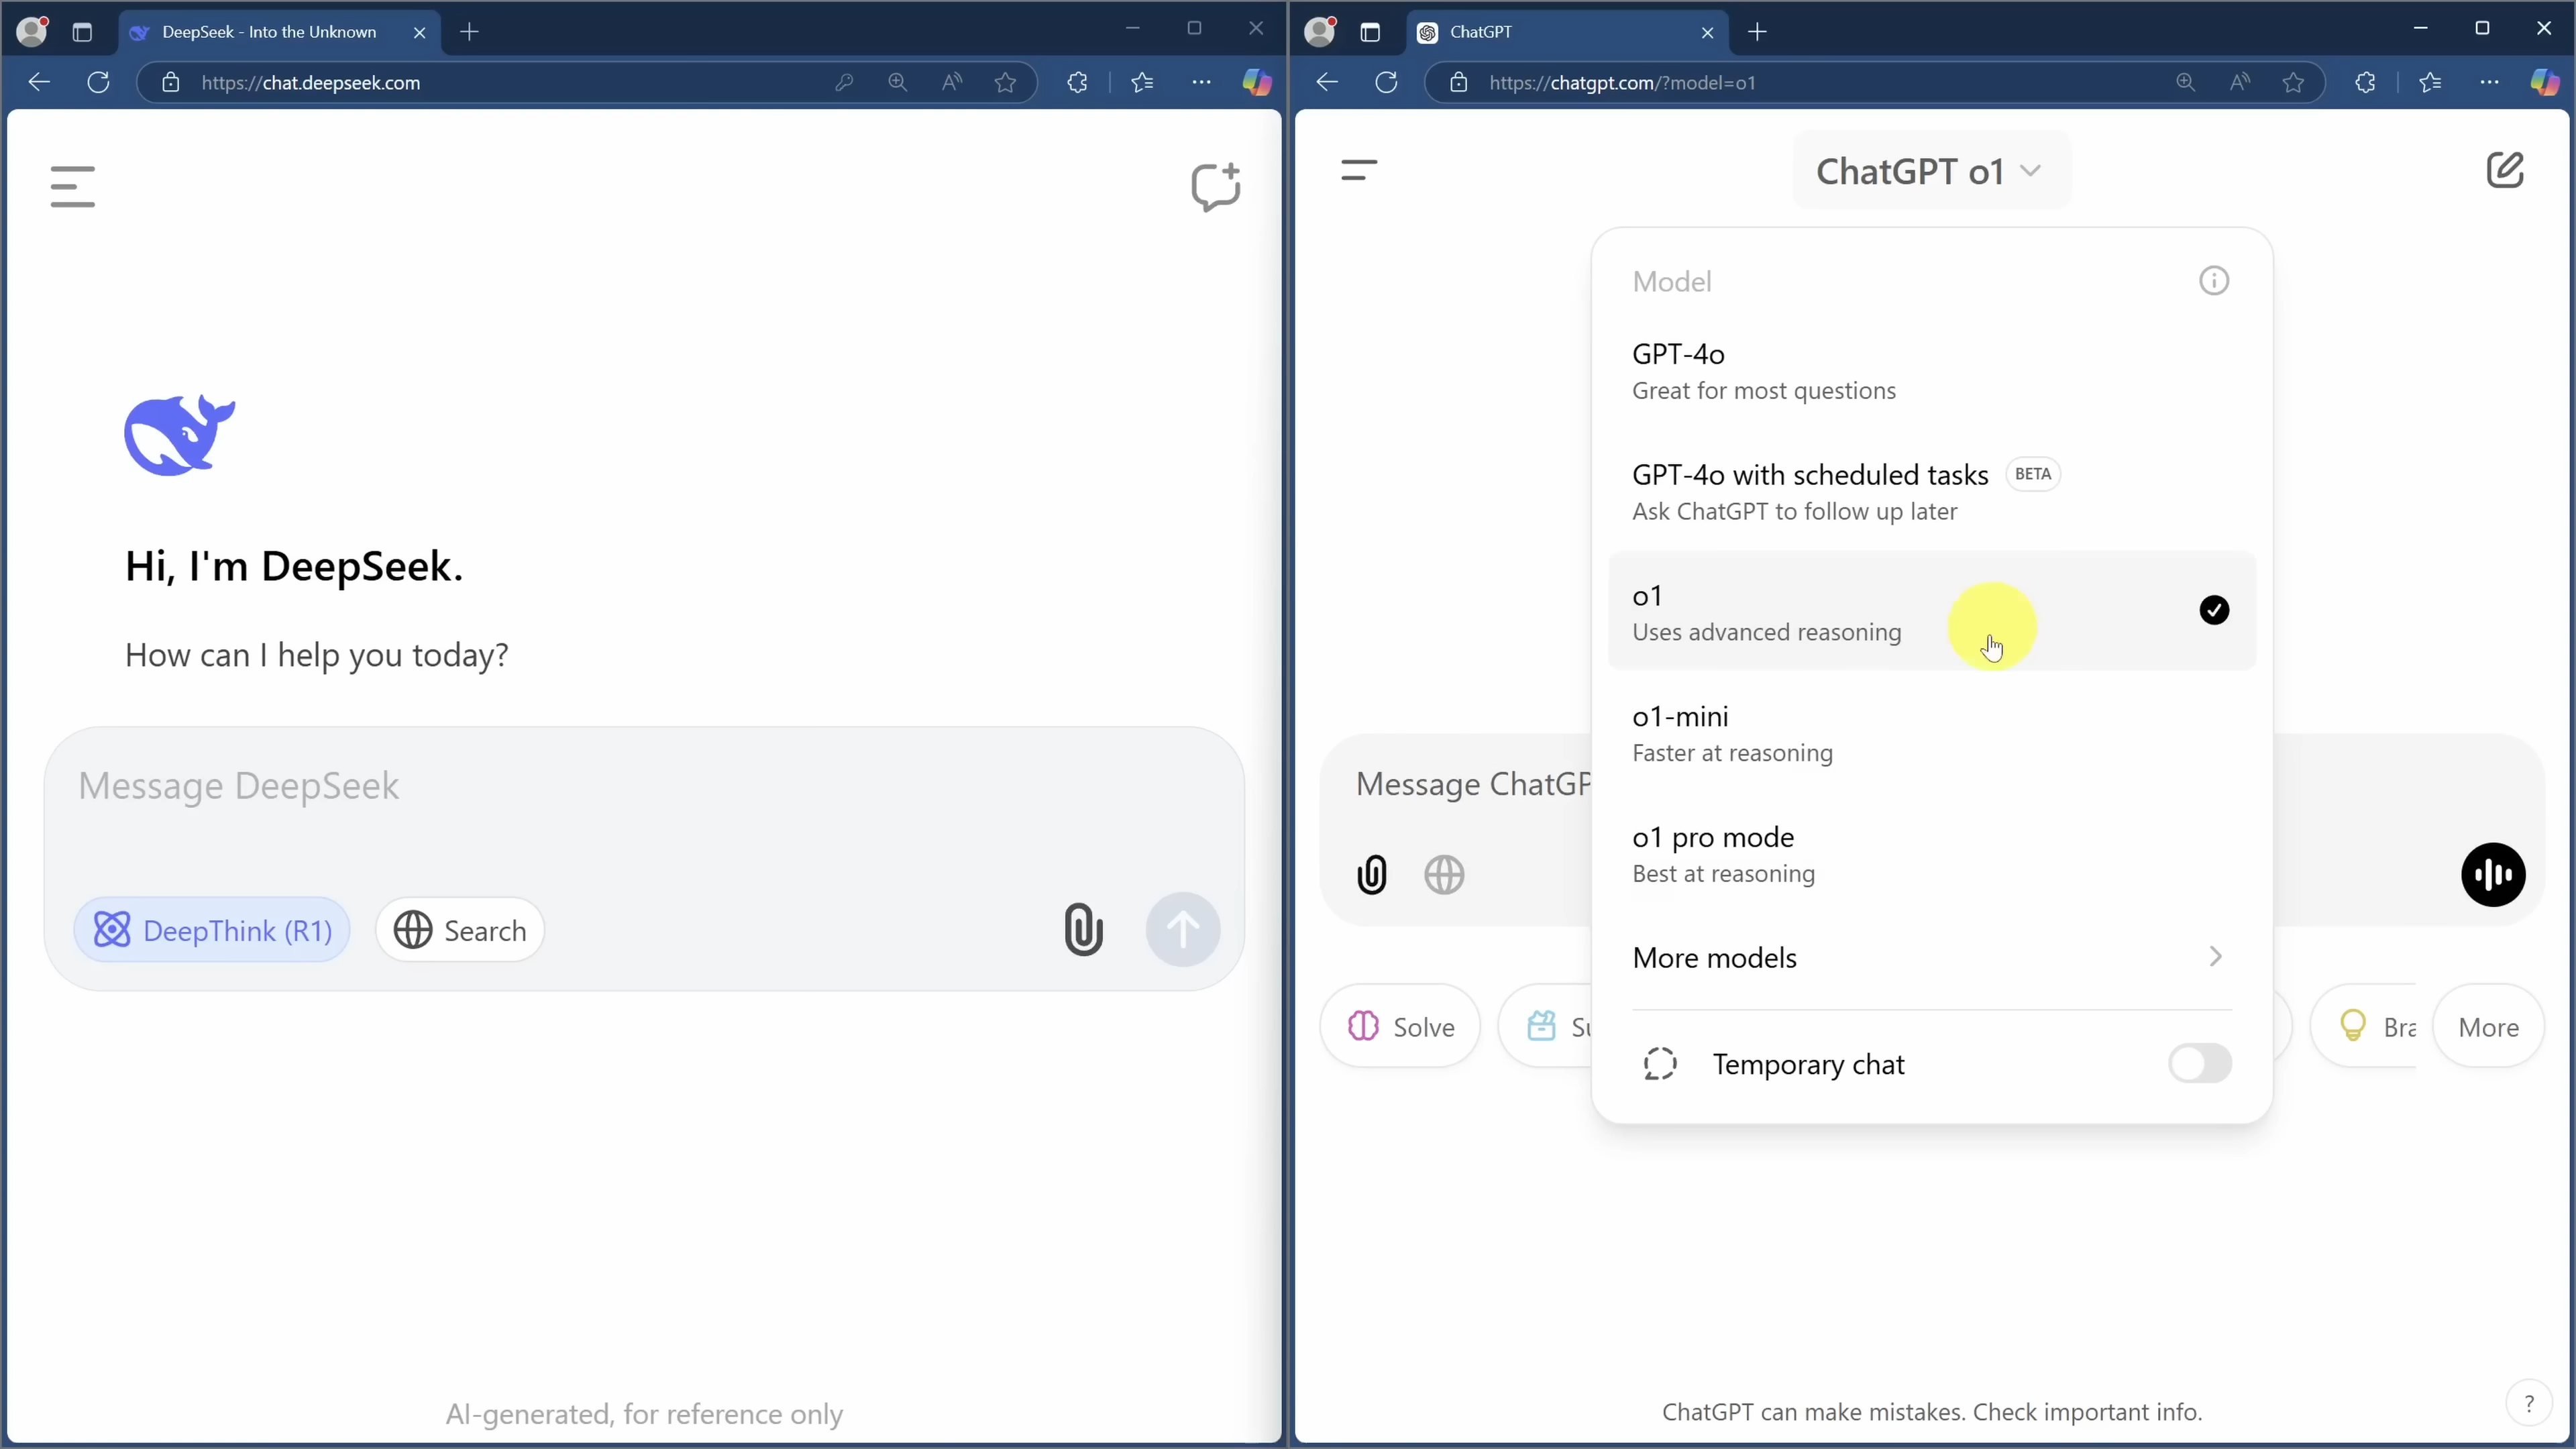 DeepSeek - Into the Unknown
https://chat.deepseek.com
Hi, I'm DeepSeek.
How can I help you today?
Message DeepSeek
DeepThink (R1)
Search
AI-generated, for reference only
ChatGPT
https://chatgpt.com/?model=o1
ChatGPT o1
Model
GPT-4o
Great for most questions
GPT-4o with scheduled tasks BETA
Ask ChatGPT to follow up later
o1
Uses advanced reasoning
o1-mini
Faster at reasoning
o1 pro mode
Best at reasoning
More models
Temporary chat
Message ChatGP
Solve
Su
Bra
More
ChatGPT can make mistakes. Check important info.
?